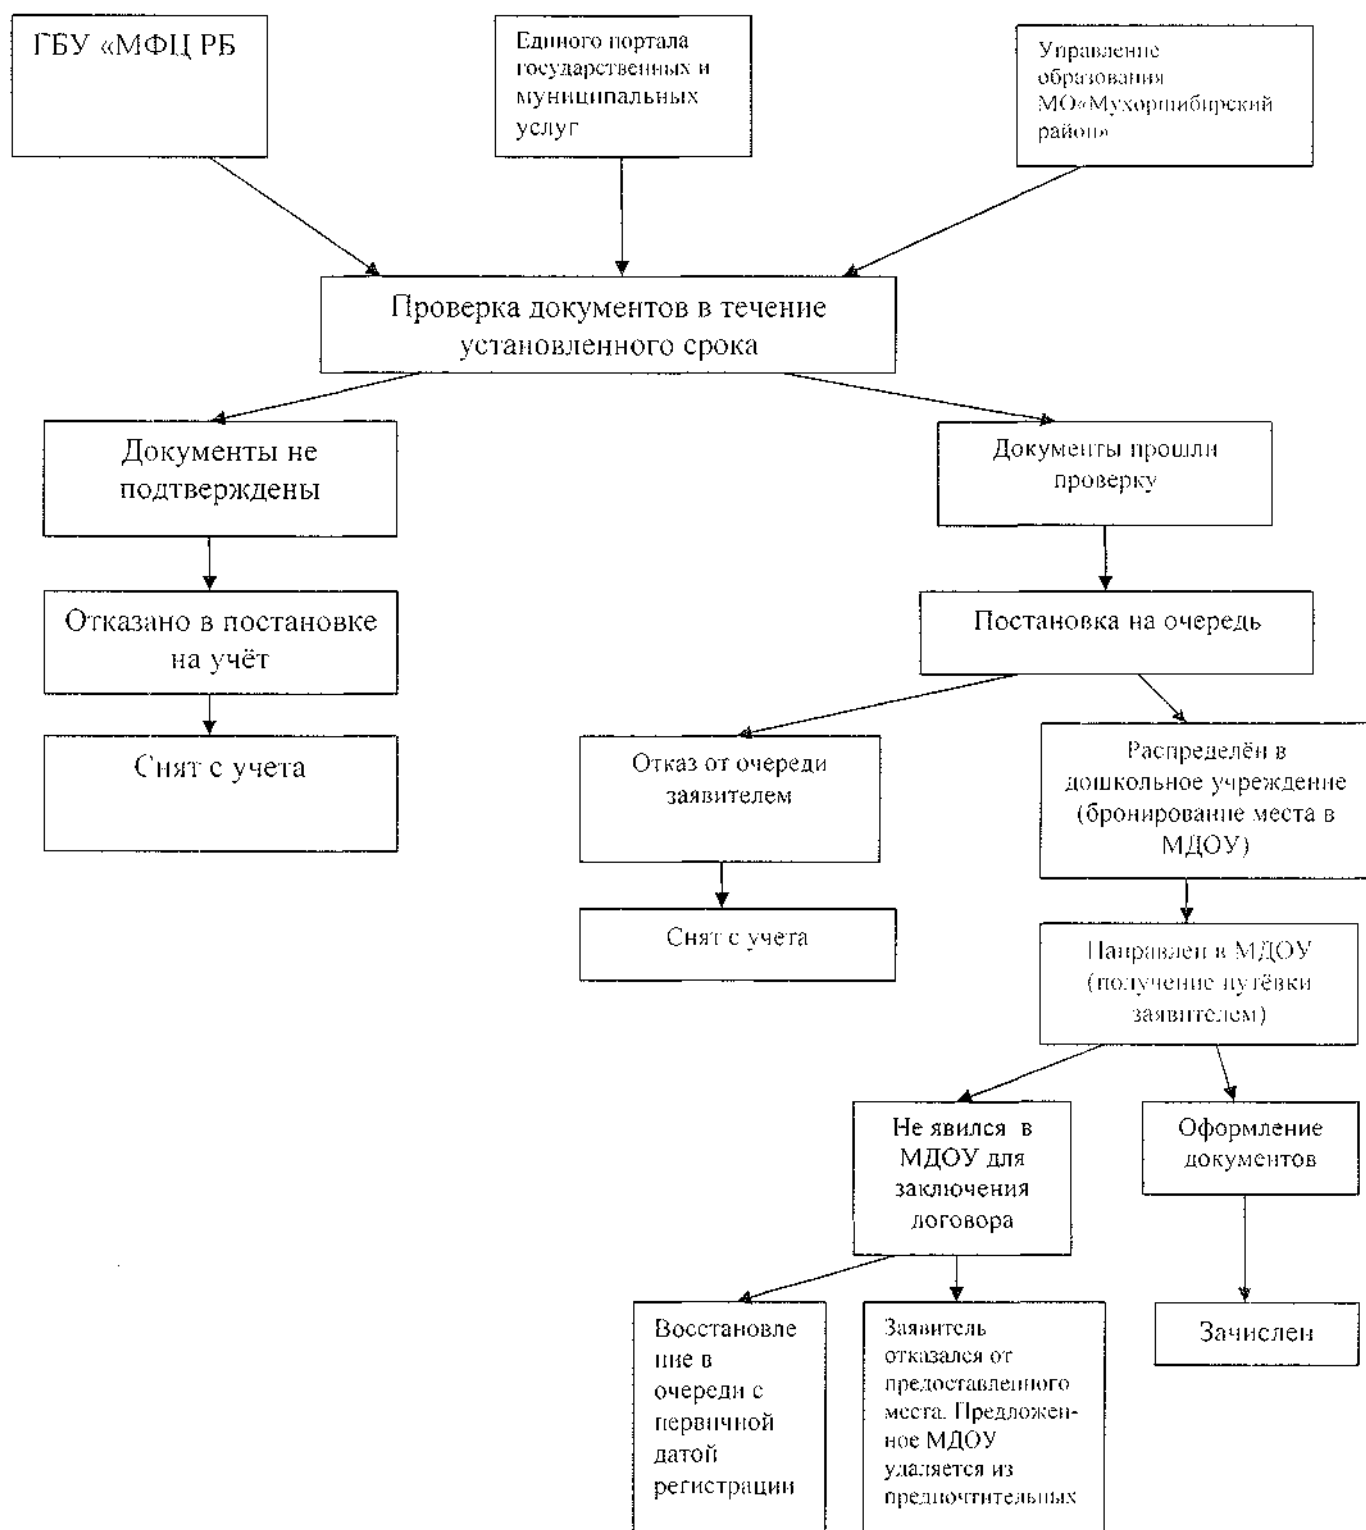 ГБУ «МФЦ РБ
Единого портала
государственных и
муниципальных
услуг
Управление
образования
МО«Мухоршибирский
район»
Проверка документов в течение
установленного срока
Документы не
подтверждены
Документы прошли
проверку
Отказано в постановке
на учёт
Постановка на очередь
Снят с учета
Отказ от очереди
заявителем
Распределён в
дошкольное учреждение
(бронирование места в
МДОУ)
Снят с учета
Направлен в МДОУ
(получение путёвки
заявителем)
Не явился в
МДОУ для
заключения
договора
Оформление
документов
Восстановле
ние в
очереди с
первичной
датой
регистрации
Заявитель
отказался от
предоставленного
места. Предложен-
ное МДОУ
удаляется из
предпочтительных
Зачислен